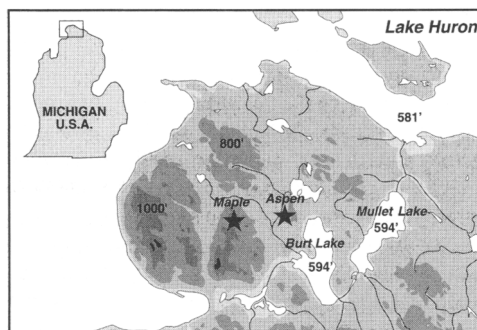 Lake Huron
MICHIGAN
U.S.A.
581'
800'
1000'
Maple
Aspen
Mullet Lake
594'
Burt Lake
594'